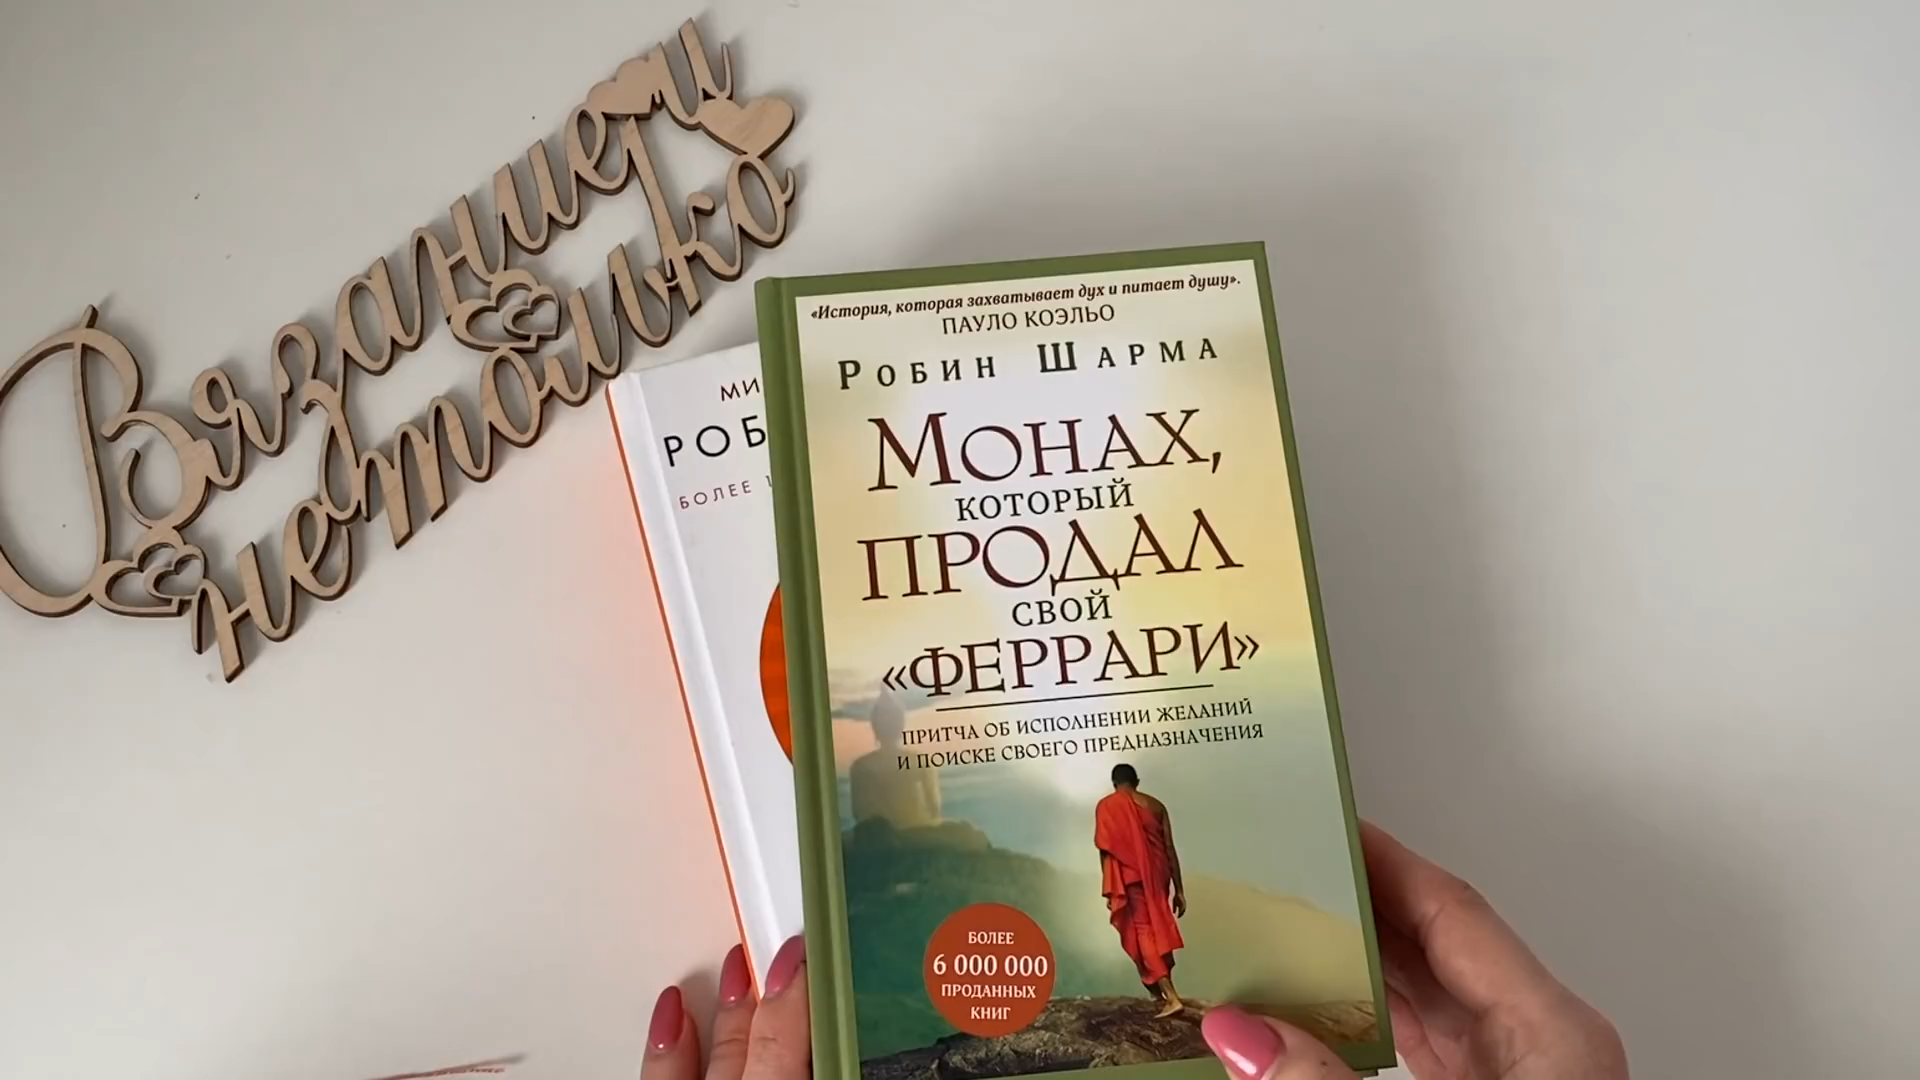 Вязание и
не только
«История, которая захватывает дух и питает душу».
ПАУЛО КОЭЛЬО
РОБИН ШАРМА
МОНАХ,
КОТОРЫЙ
ПРОДАЛ
СВОЙ
«ФЕРРАРИ»
ПРИТЧА ОБ ИСПОЛНЕНИИ ЖЕЛАНИЙ
И ПОИСКЕ СВОЕГО ПРЕДНАЗНАЧЕНИЯ
БОЛЕЕ
6 000 000
ПРОДАННЫХ
КНИГ
МИ
РОБ
БОЛЕЕ